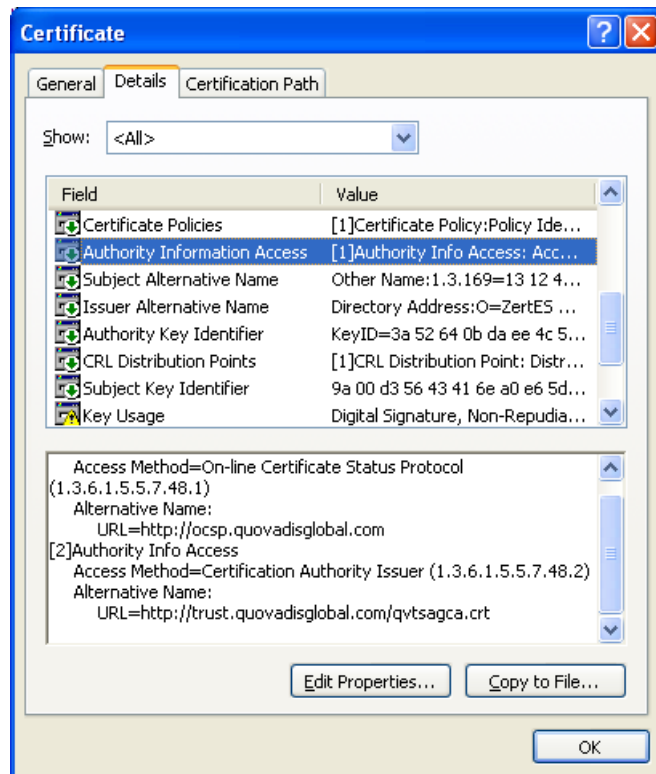 Certificate
General Details Certification Path
Show: <All>
Field Value
Certificate Policies [1]Certificate Policy:Policy Ide...
Authority Information Access [1]Authority Info Access: Acc...
Subject Alternative Name Other Name:1.3.169=13 12 4...
Issuer Alternative Name Directory Address:O=ZertES ...
Authority Key Identifier KeyID=3a 52 64 0b da ee 4c 5...
CRL Distribution Points [1]CRL Distribution Point: Distr...
Subject Key Identifier 9a 00 d3 56 43 41 6e a0 e6 5d...
Key Usage Digital Signature, Non-Repudia...
Access Method=On-line Certificate Status Protocol
(1.3.6.1.5.5.7.48.1)
Alternative Name:
URL=http://ocsp.quovadisglobal.com
[2]Authority Info Access
Access Method=Certification Authority Issuer (1.3.6.1.5.5.7.48.2)
Alternative Name:
URL=http://trust.quovadisglobal.com/qvtsagca.crt
Edit Properties... Copy to File...
OK